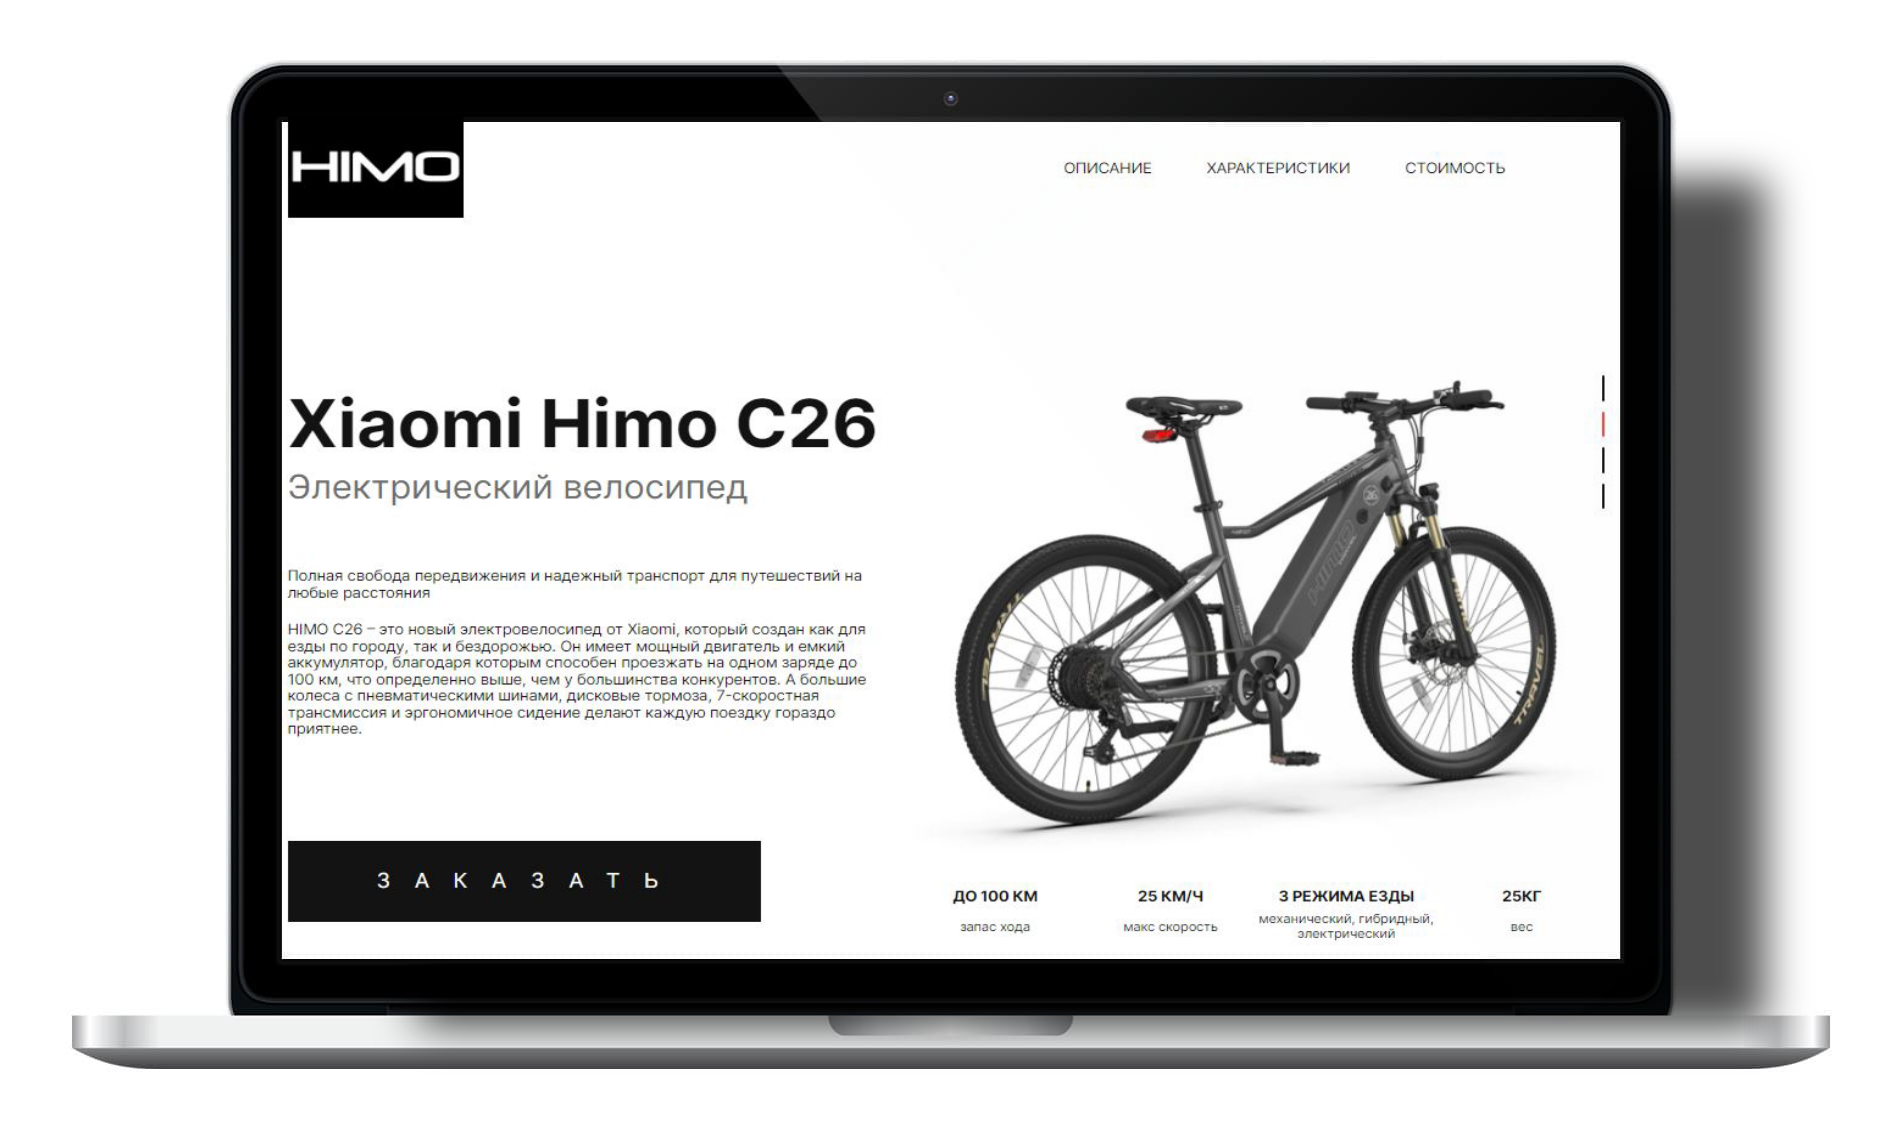 HIMO
ОПИСАНИЕ ХАРАКТЕРИСТИКИ СТОИМОСТЬ
Xiaomi Himo C26
Электрический велосипед
Полная свобода передвижения и надежный транспорт для путешествий на
любые расстояния
HIMO C26 – это новый электровелосипед от Xiaomi, который создан как для
езды по городу, так и бездорожью. Он имеет мощный двигатель и емкий
аккумулятор, благодаря которым способен проезжать на одном заряде до
100 км, что определенно выше, чем у большинства конкурентов. А большие
колеса с пневматическими шинами, дисковые тормоза, 7-скоростная
трансмиссия и эргономичное сидение делают каждую поездку гораздо
приятнее.
HIMO
TRAVEL
TRAVEL
ЗАКАЗАТЬ
ДО 100 КМ 25 КМ/Ч 3 РЕЖИМА ЕЗДЫ 25КГ
запас хода макс скорость механический, гибридный, вес
электрический